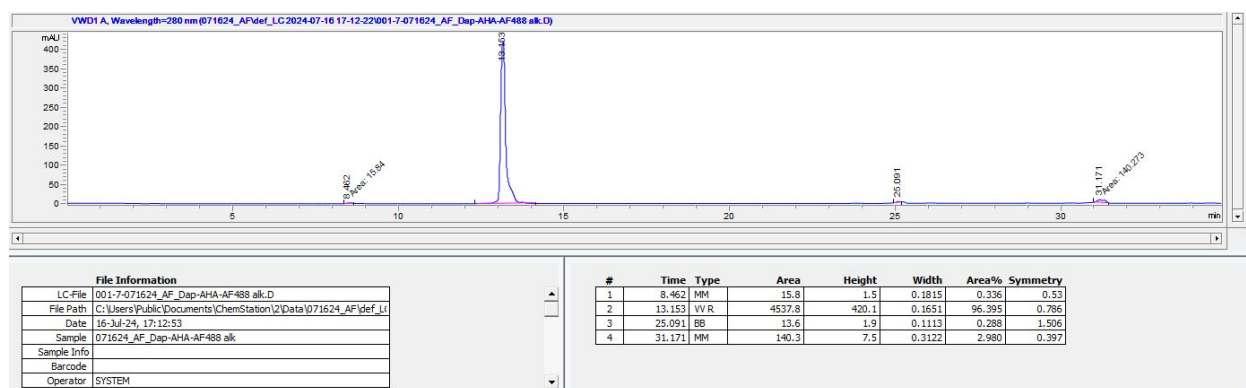 VWD1 A, Wavelength=280 nm (071624_AF\def_LC 2024-07-16 17-12-22\001-7-071624_AF_Dap-AHA-AF488 alk.D)
mAU
400
350
300
250
200
150
100
50
0
8.462
Area: 15.84
13.153
25.091
31.171
Area: 140.273
5 10 15 20 25 30 min
File Information
LC-File 001-7-071624_AF_Dap-AHA-AF488 alk.D
File Path C:\Users\Public\Documents\ChemStation\2\Data\071624_AF\def_L(
Date 16-Jul-24, 17:12:53
Sample 071624_AF_Dap-AHA-AF488 alk
Sample Info
Barcode
Operator SYSTEM
# Time Type Area Height Width Area% Symmetry
1 8.462 MM 15.8 1.5 0.1815 0.336 0.53
2 13.153 VV R 4537.8 420.1 0.1651 96.395 0.786
3 25.091 BB 13.6 1.9 0.1113 0.288 1.506
4 31.171 MM 140.3 7.5 0.3122 2.980 0.397